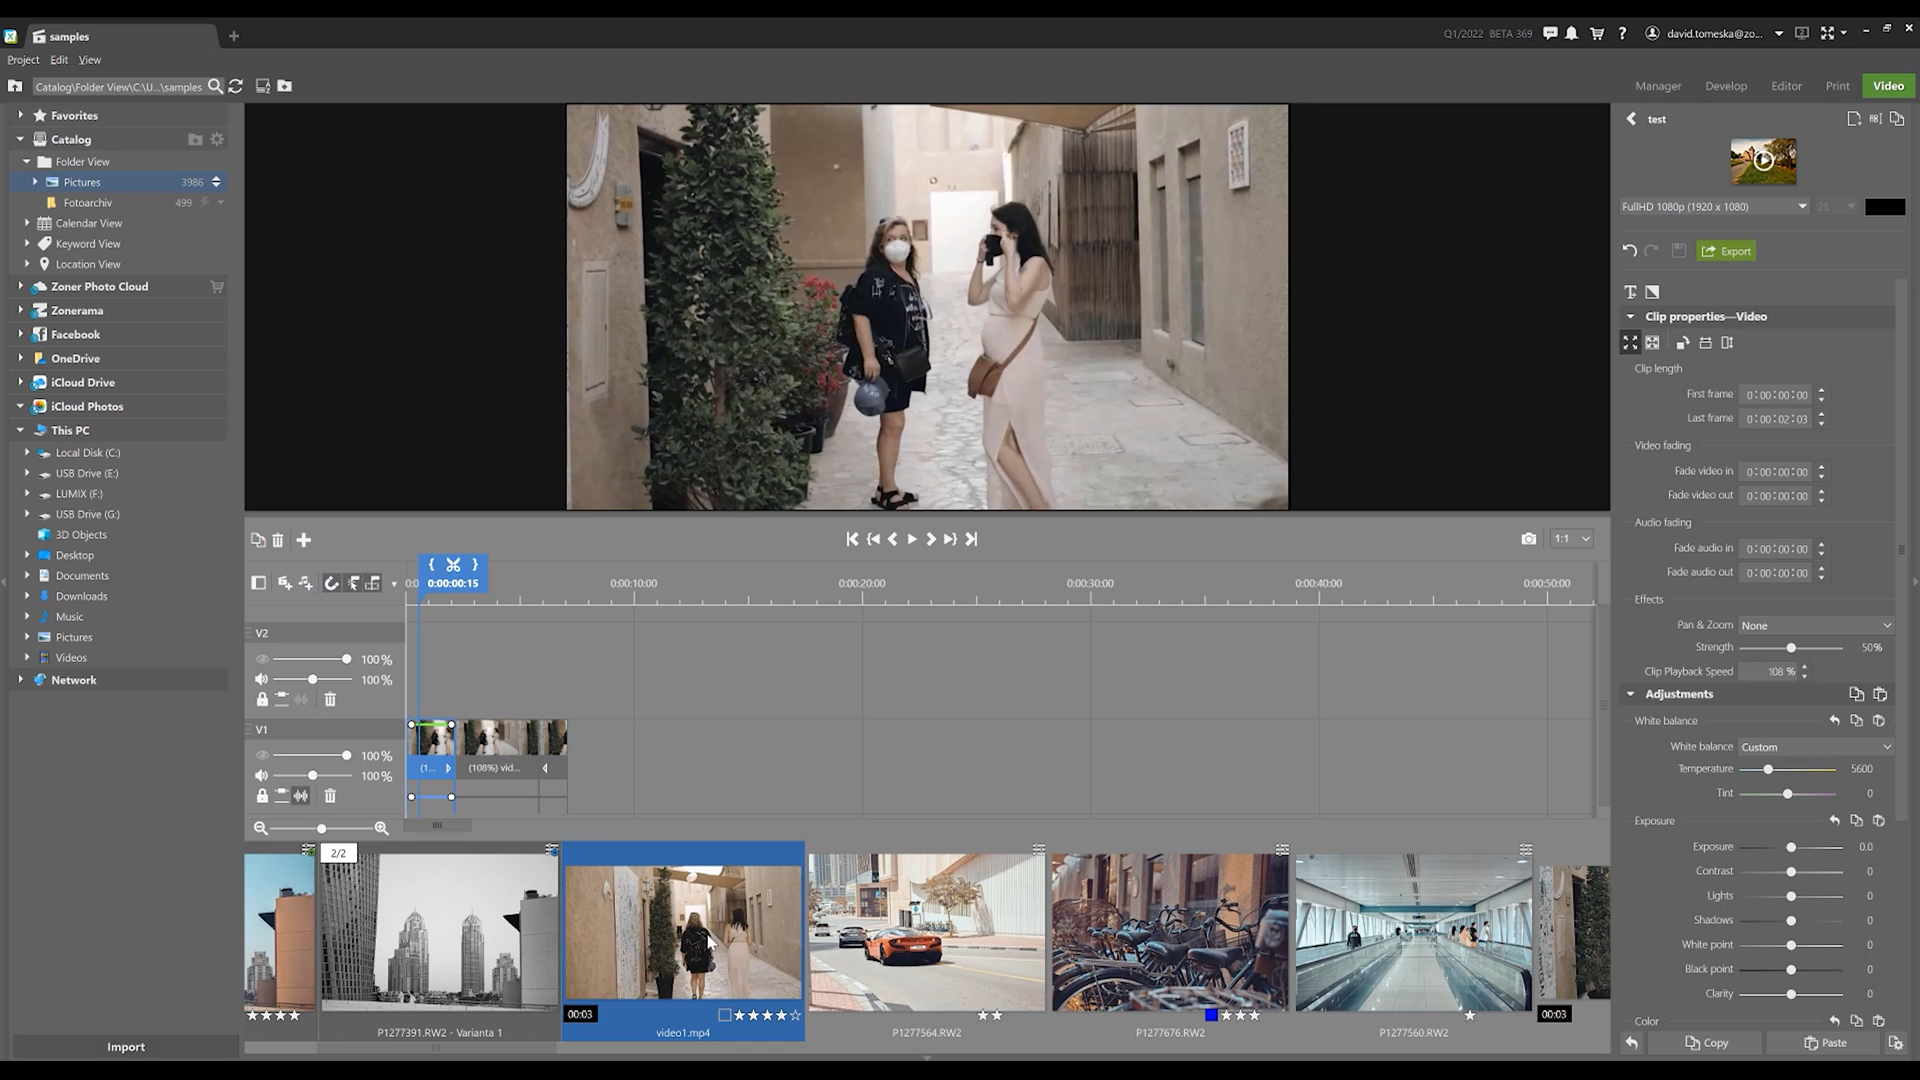 samples
Q1/2022 BETA 369
david.tomeska@zo...
Project Edit View
Catalog\Folder View\C:\U...\samples
Manager Develop Editor Print Video
Favorites
Catalog
Folder View
Pictures 3986
Fotoarchiv 499
Calendar View
Keyword View
Location View
Zoner Photo Cloud
Zonerama
Facebook
OneDrive
iCloud Drive
iCloud Photos
This PC
Local Disk (C:)
USB Drive (E:)
LUMIX (F:)
USB Drive (G:)
3D Objects
Desktop
Documents
Downloads
Music
Pictures
Videos
Network
Import
1:1
0:00:00:15
0:00:10:00 0:00:20:00 0:00:30:00 0:00:40:00 0:00:50:00
V2
100 %
100 %
V1
100 %
100 %
(1... (108%) vid...
2/2
P1277391.RW2 - Varianta 1
00:03
video1.mp4
P1277564.RW2
P1277676.RW2
P1277560.RW2
00:03
test
FullHD 1080p (1920 x 1080) 25
Export
Clip properties—Video
Clip length
First frame 0:00:00:00
Last frame 0:00:02:03
Video fading
Fade video in 0:00:00:00
Fade video out 0:00:00:00
Audio fading
Fade audio in 0:00:00:00
Fade audio out 0:00:00:00
Effects
Pan & Zoom None
Strength 50%
Clip Playback Speed 108 %
Adjustments
White balance
White balance Custom
Temperature 5600
Tint 0
Exposure
Exposure 0.0
Contrast 0
Lights 0
Shadows 0
White point 0
Black point 0
Clarity 0
Color
Copy Paste